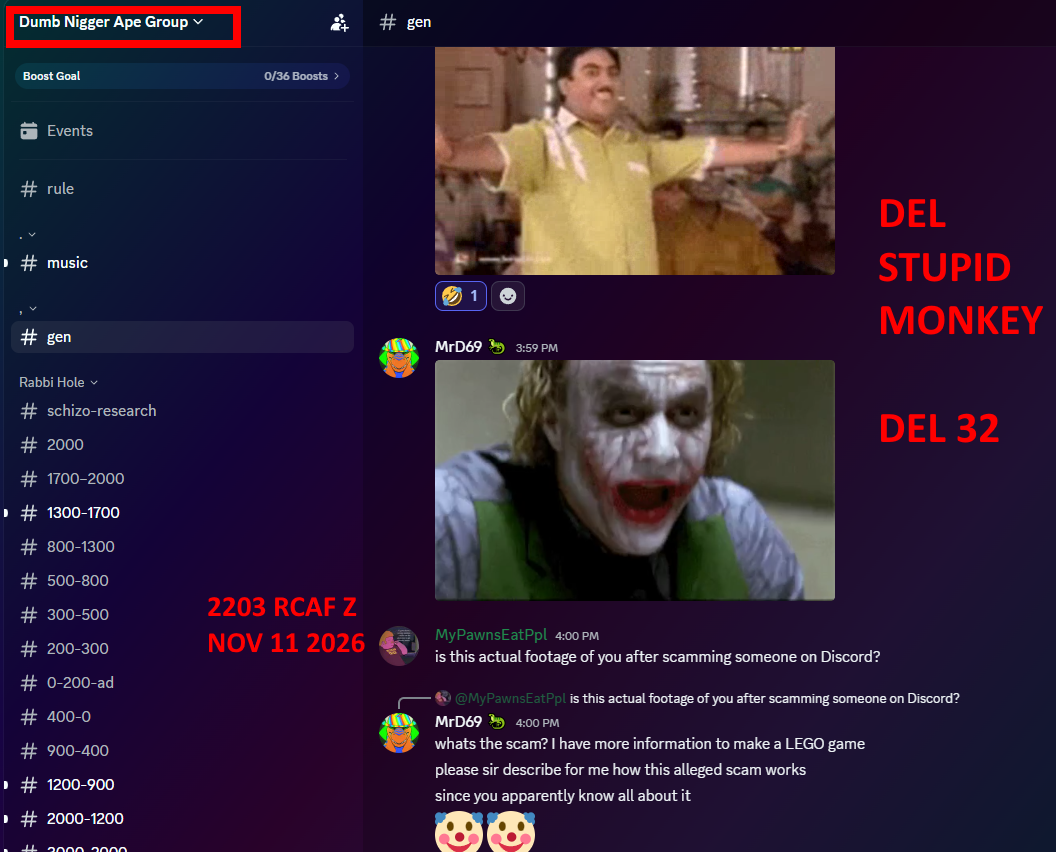 Dumb Nigger Ape Group
Boost Goal
0/36 Boosts
Events
# rule
.
# music
,
# gen
Rabbi Hole
# schizo-research
# 2000
# 1700-2000
# 1300-1700
# 800-1300
# 500-800
# 300-500
# 200-300
# 0-200-ad
# 400-0
# 900-400
# 1200-900
# 2000-1200
# 3000-2000
2203 RCAF Z
NOV 11 2026
# gen
1
MrD69 3:59 PM
MyPawnsEatPpl 4:00 PM
is this actual footage of you after scamming someone on Discord?
@MyPawnsEatPpl is this actual footage of you after scamming someone on Discord?
MrD69 4:00 PM
whats the scam? I have more information to make a LEGO game
please sir describe for me how this alleged scam works
since you apparently know all about it
DEL
STUPID
MONKEY
DEL 32